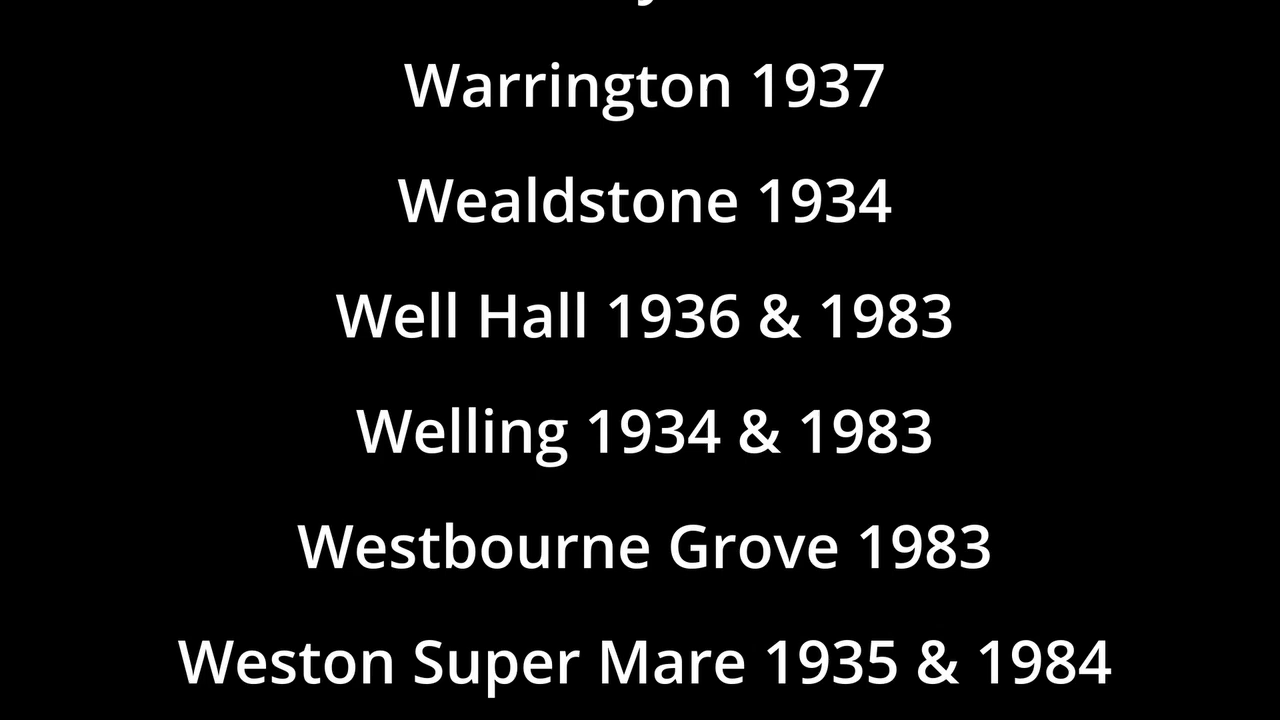 Warrington 1937
Wealdstone 1934
Well Hall 1936 & 1983
Welling 1934 & 1983
Westbourne Grove 1983
Weston Super Mare 1935 & 1984